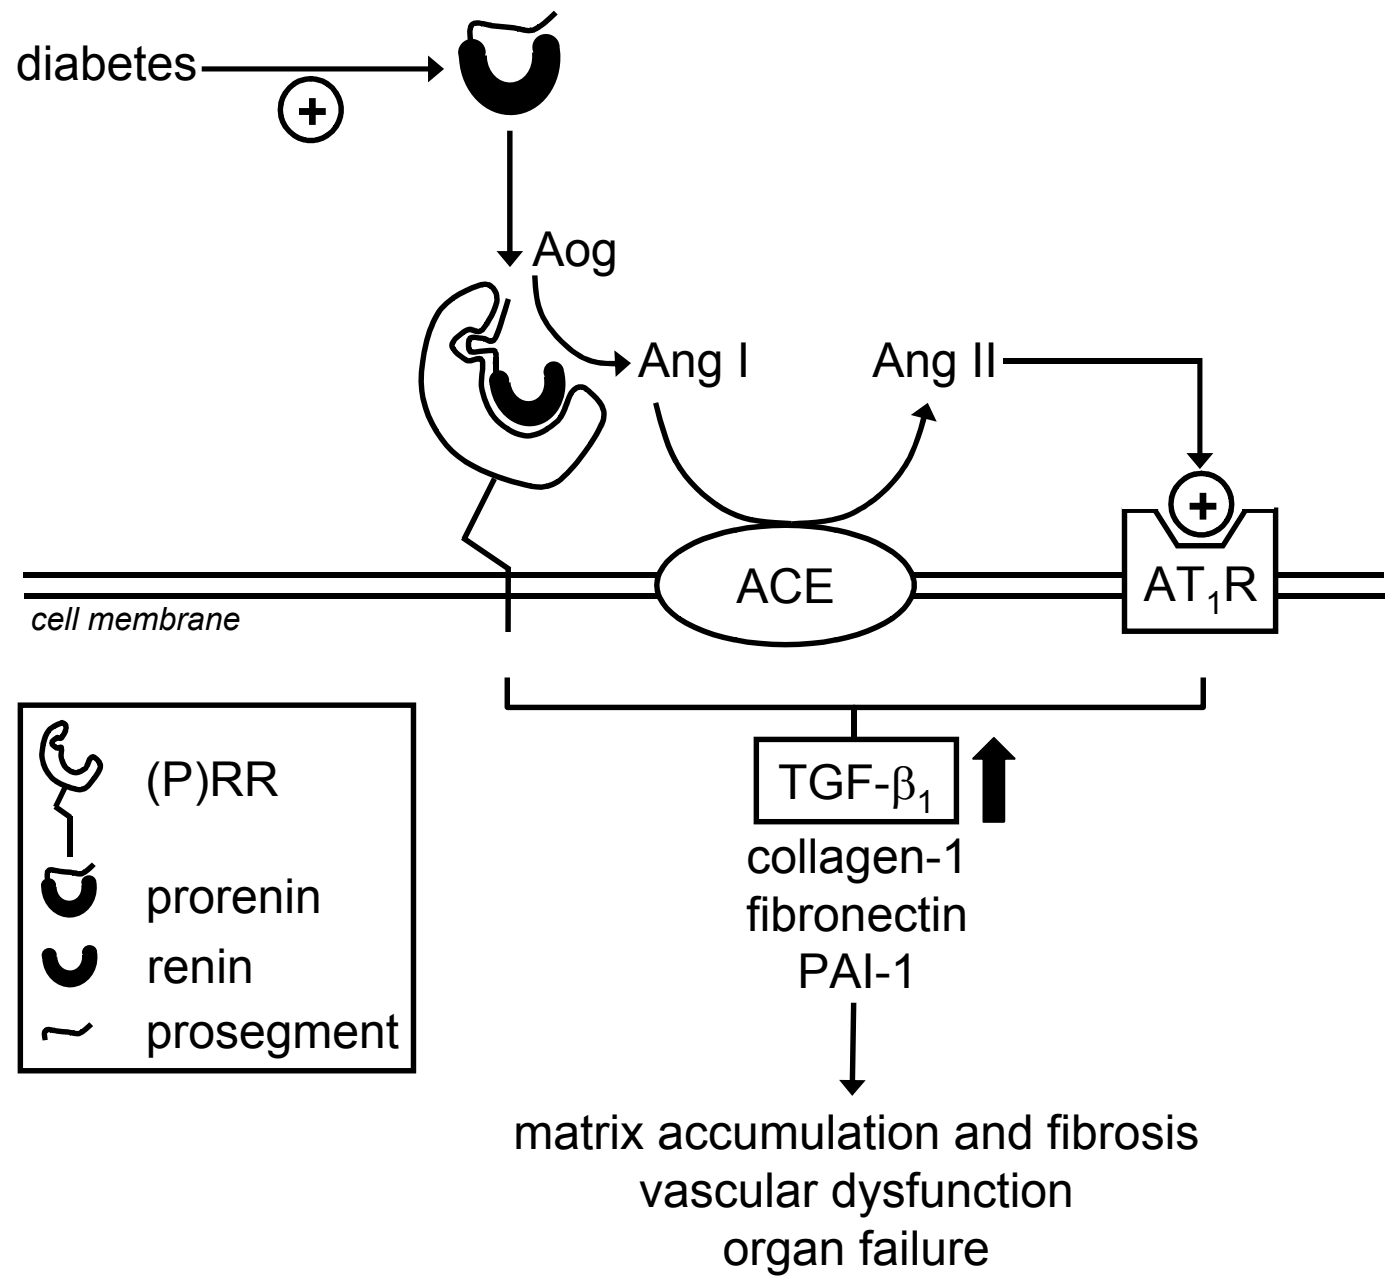 diabetes
+
Aog
Ang I
Ang II
+
ACE
AT₁R
cell membrane
(P)RR
prorenin
renin
prosegment
TGF-β₁
collagen-1
fibronectin
PAI-1
matrix accumulation and fibrosis
vascular dysfunction
organ failure